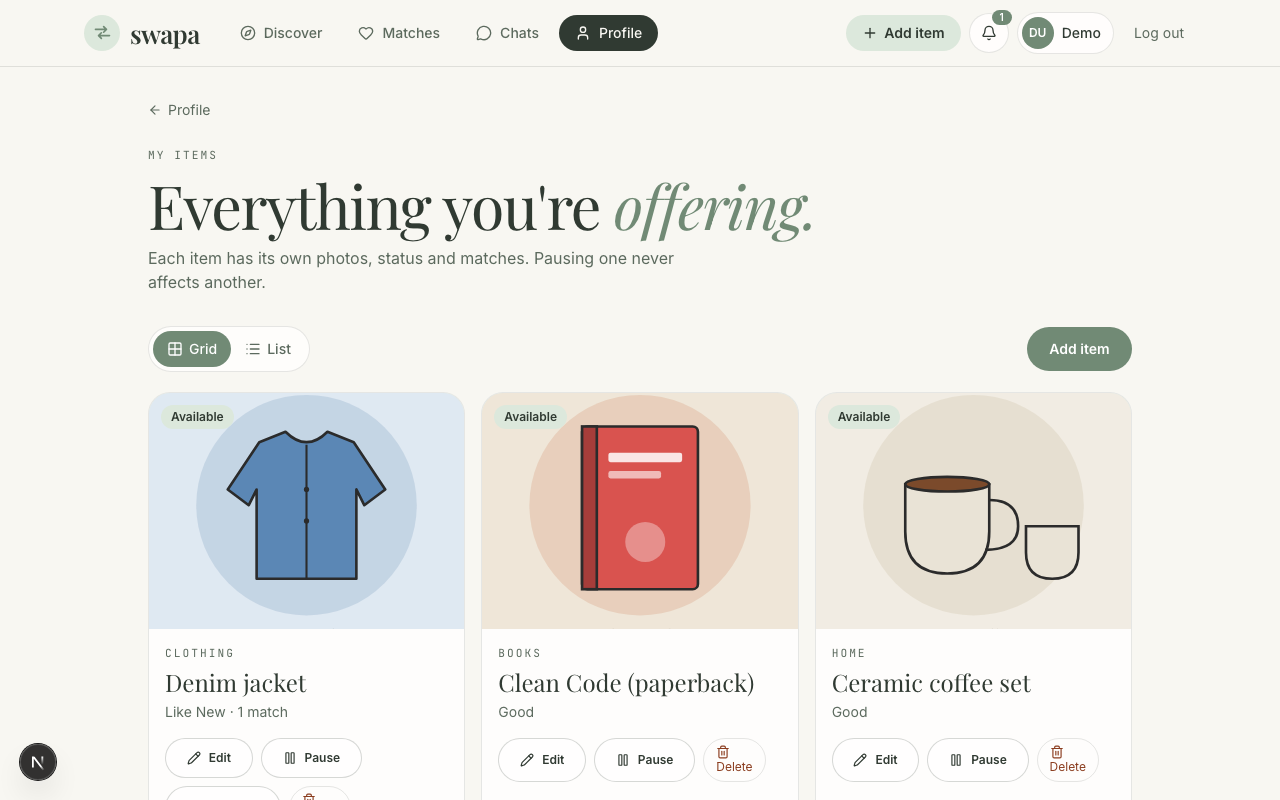 swapa
Discover
Matches
Chats
Profile
Add item
1
DU
Demo
Log out
Profile
MY ITEMS
Everything you're offering.
Each item has its own photos, status and matches. Pausing one never
affects another.
Grid
List
Add item
Available
Available
Available
CLOTHING
BOOKS
HOME
Denim jacket
Clean Code (paperback)
Ceramic coffee set
Like New · 1 match
Good
Good
Edit
Pause
Edit
Pause
Delete
Edit
Pause
Delete
N